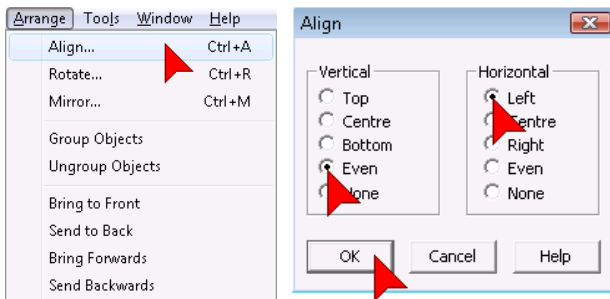 Arrange Tools Window Help
Align... Ctrl+A
Rotate... Ctrl+R
Mirror... Ctrl+M
Group Objects
Ungroup Objects
Bring to Front
Send to Back
Bring Forwards
Send Backwards
Align
Vertical
Top
Centre
Bottom
Even
None
Horizontal
Left
Centre
Right
Even
None
OK Cancel Help